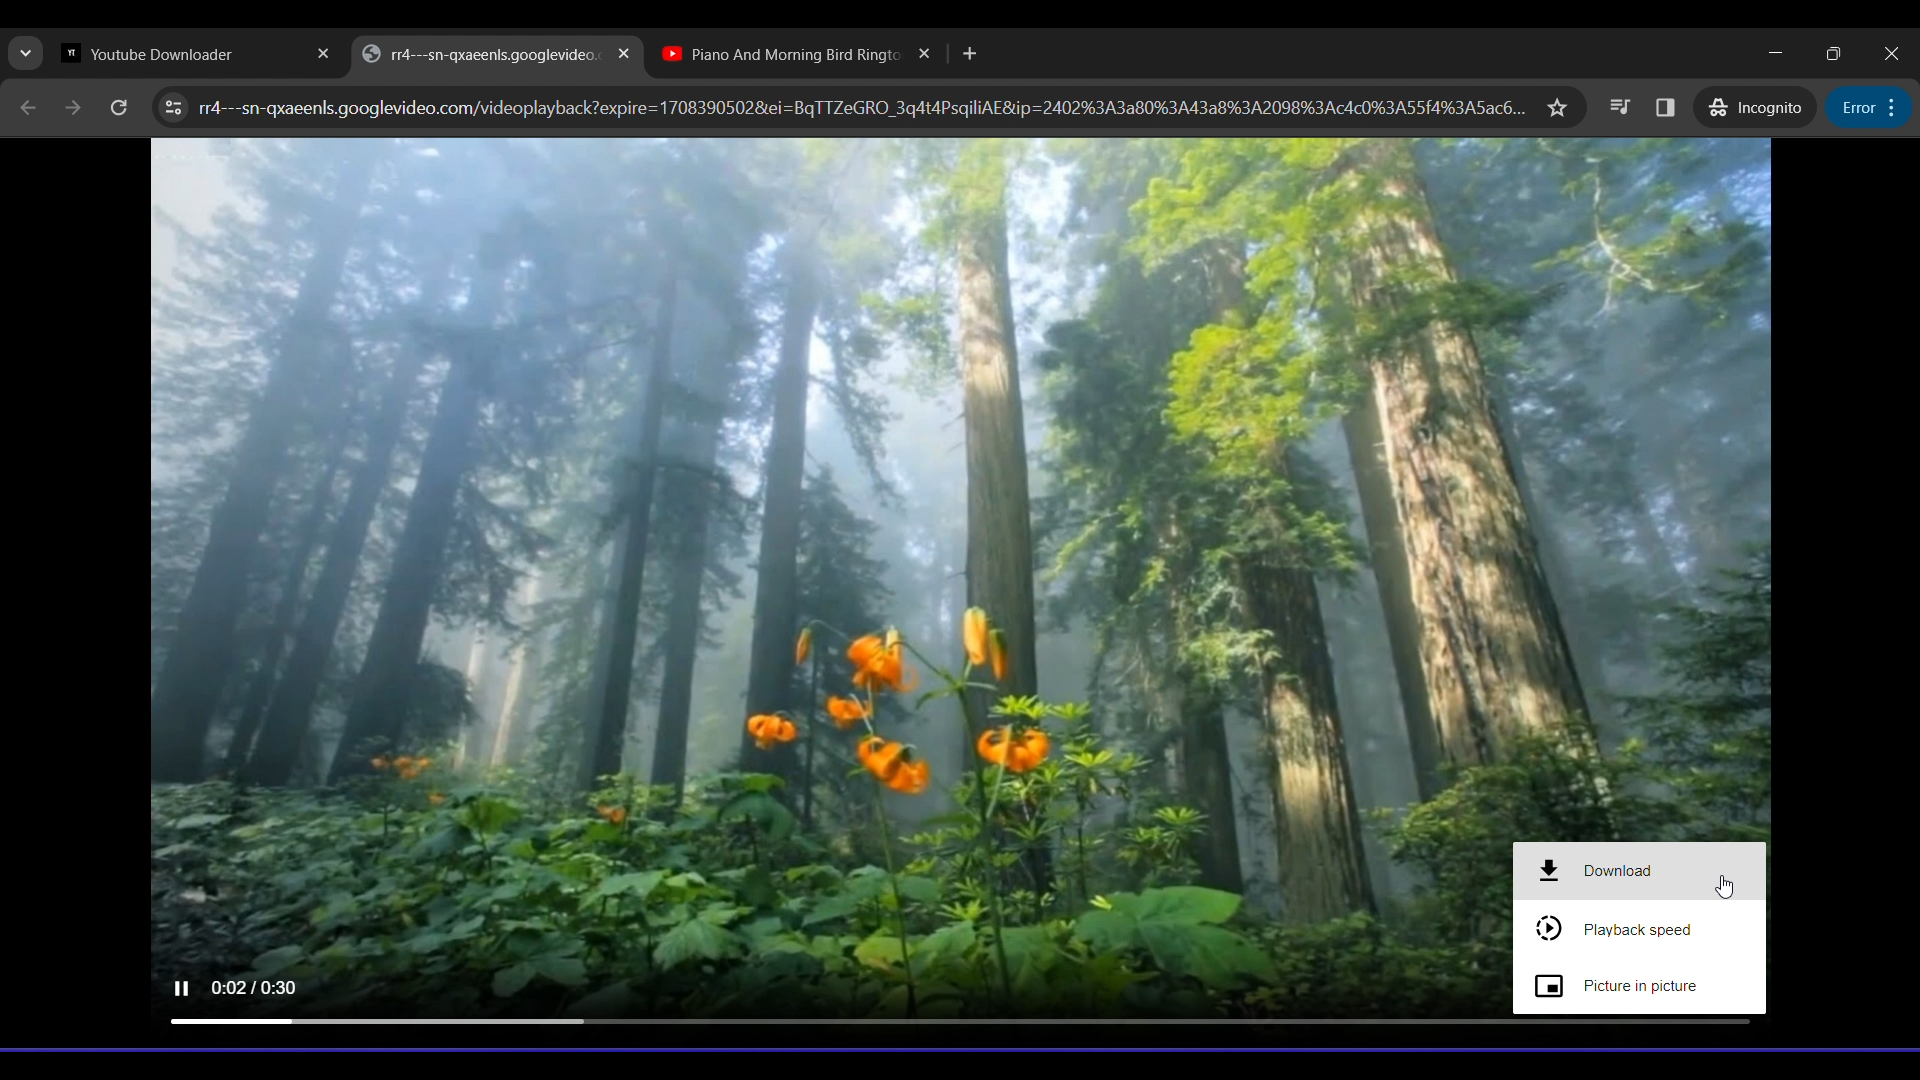 YT Youtube Downloader
rr4---sn-qxaeenls.googlevideo.c
Piano And Morning Bird Ringto
rr4---sn-qxaeenls.googlevideo.com/videoplayback?expire=1708390502&ei=BqTTZeGRO_3q4t4PsqiliAE&ip=2402%3A3a80%3A43a8%3A2098%3Ac4c0%3A55f4%3A5ac6...
Incognito
Error
Download
Playback speed
Picture in picture
0:02 / 0:30